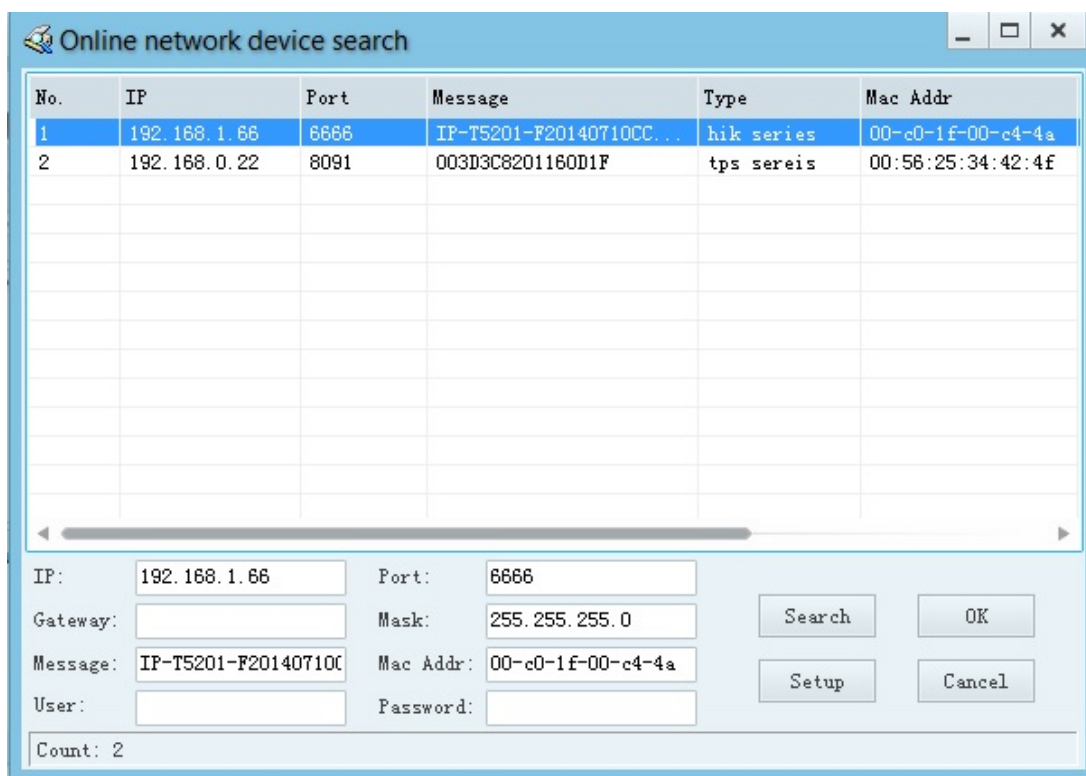 Online network device search
No. IP Port Message Type Mac Addr
1 192.168.1.66 6666 IP-T5201-F20140710CC... hik series 00-c0-1f-00-c4-4a
2 192.168.0.22 8091 003D3C8201160D1F tps sereis 00:56:25:34:42:4f
IP: 192.168.1.66 Port: 6666
Gateway: Mask: 255.255.255.0 Search OK
Message: IP-T5201-F20140710C Mac Addr: 00-c0-1f-00-c4-4a Setup Cancel
User: Password:
Count: 2